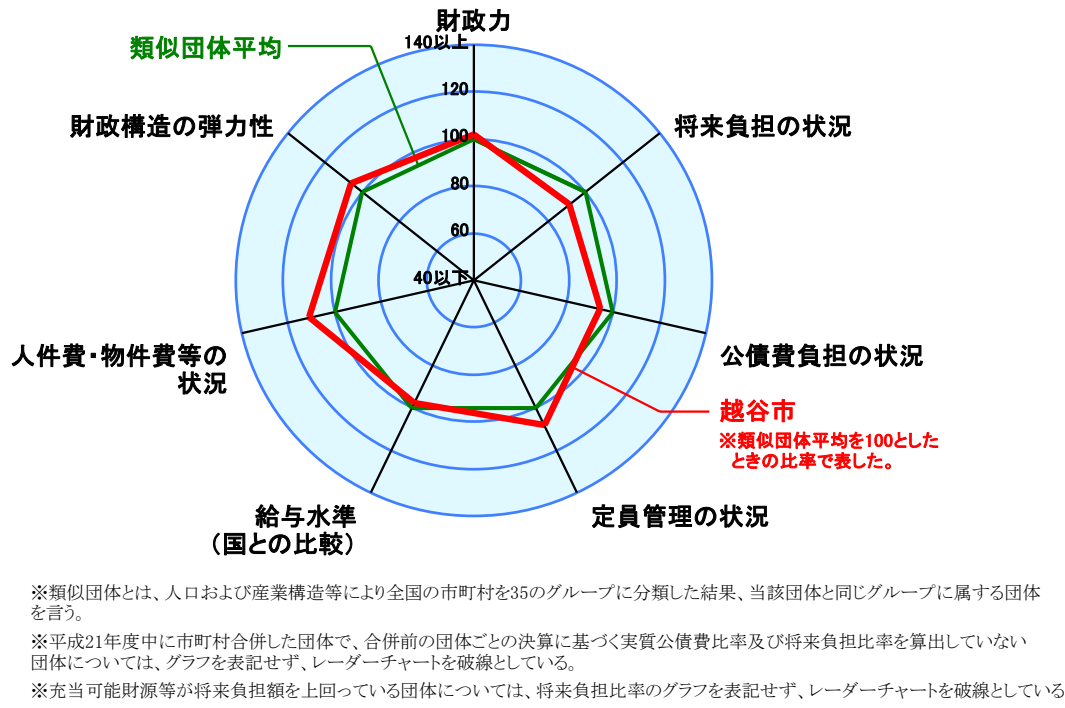 財政力
140以上
類似団体平均
120
財政構造の弾力性
将来負担の状況
100
80
60
40以下
人件費・物件費等の
状況
公債費負担の状況
越谷市
※類似団体平均を100とした
ときの比率で表した。
給与水準
（国との比較）
定員管理の状況
※類似団体とは、人口および産業構造等により全国の市町村を35のグループに分類した結果、当該団体と同じグループに属する団体
を言う。
※平成21年度中に市町村合併した団体で、合併前の団体ごとの決算に基づく実質公債費比率及び将来負担比率を算出していない
団体については、グラフを表記せず、レーダーチャートを破線としている。
※充当可能財源等が将来負担額を上回っている団体については、将来負担比率のグラフを表記せず、レーダーチャートを破線としている